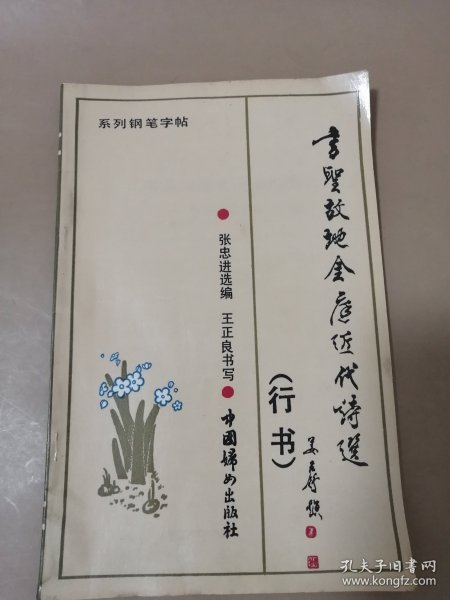 系列钢笔字帖
書聖故地金庭近代詩選
（行书）
张忠进选编 王正良书写
中國婦女出版社
孔夫子旧书网
www.kongfz.com